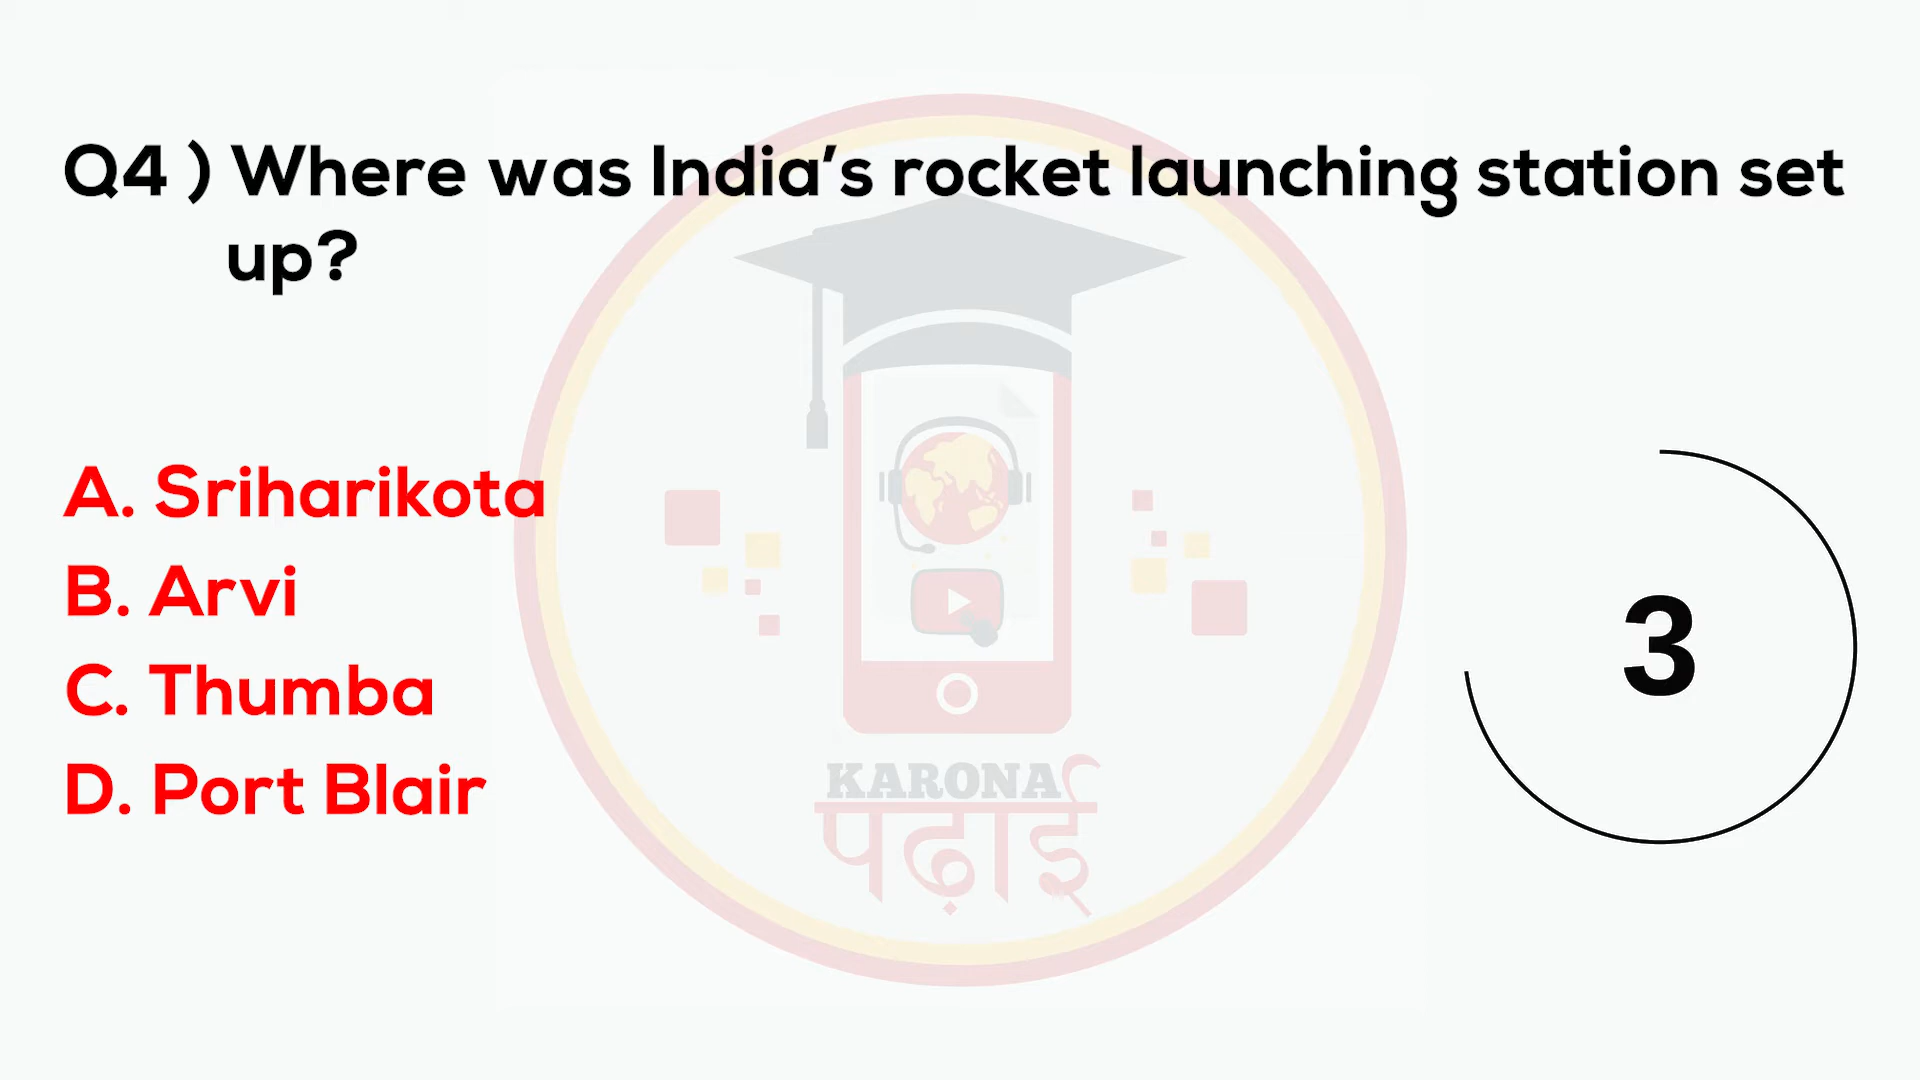 Q4 ) Where was India’s rocket launching station set
up?
A. Sriharikota
B. Arvi
C. Thumba
D. Port Blair
3
KARONA
पढ़ाई